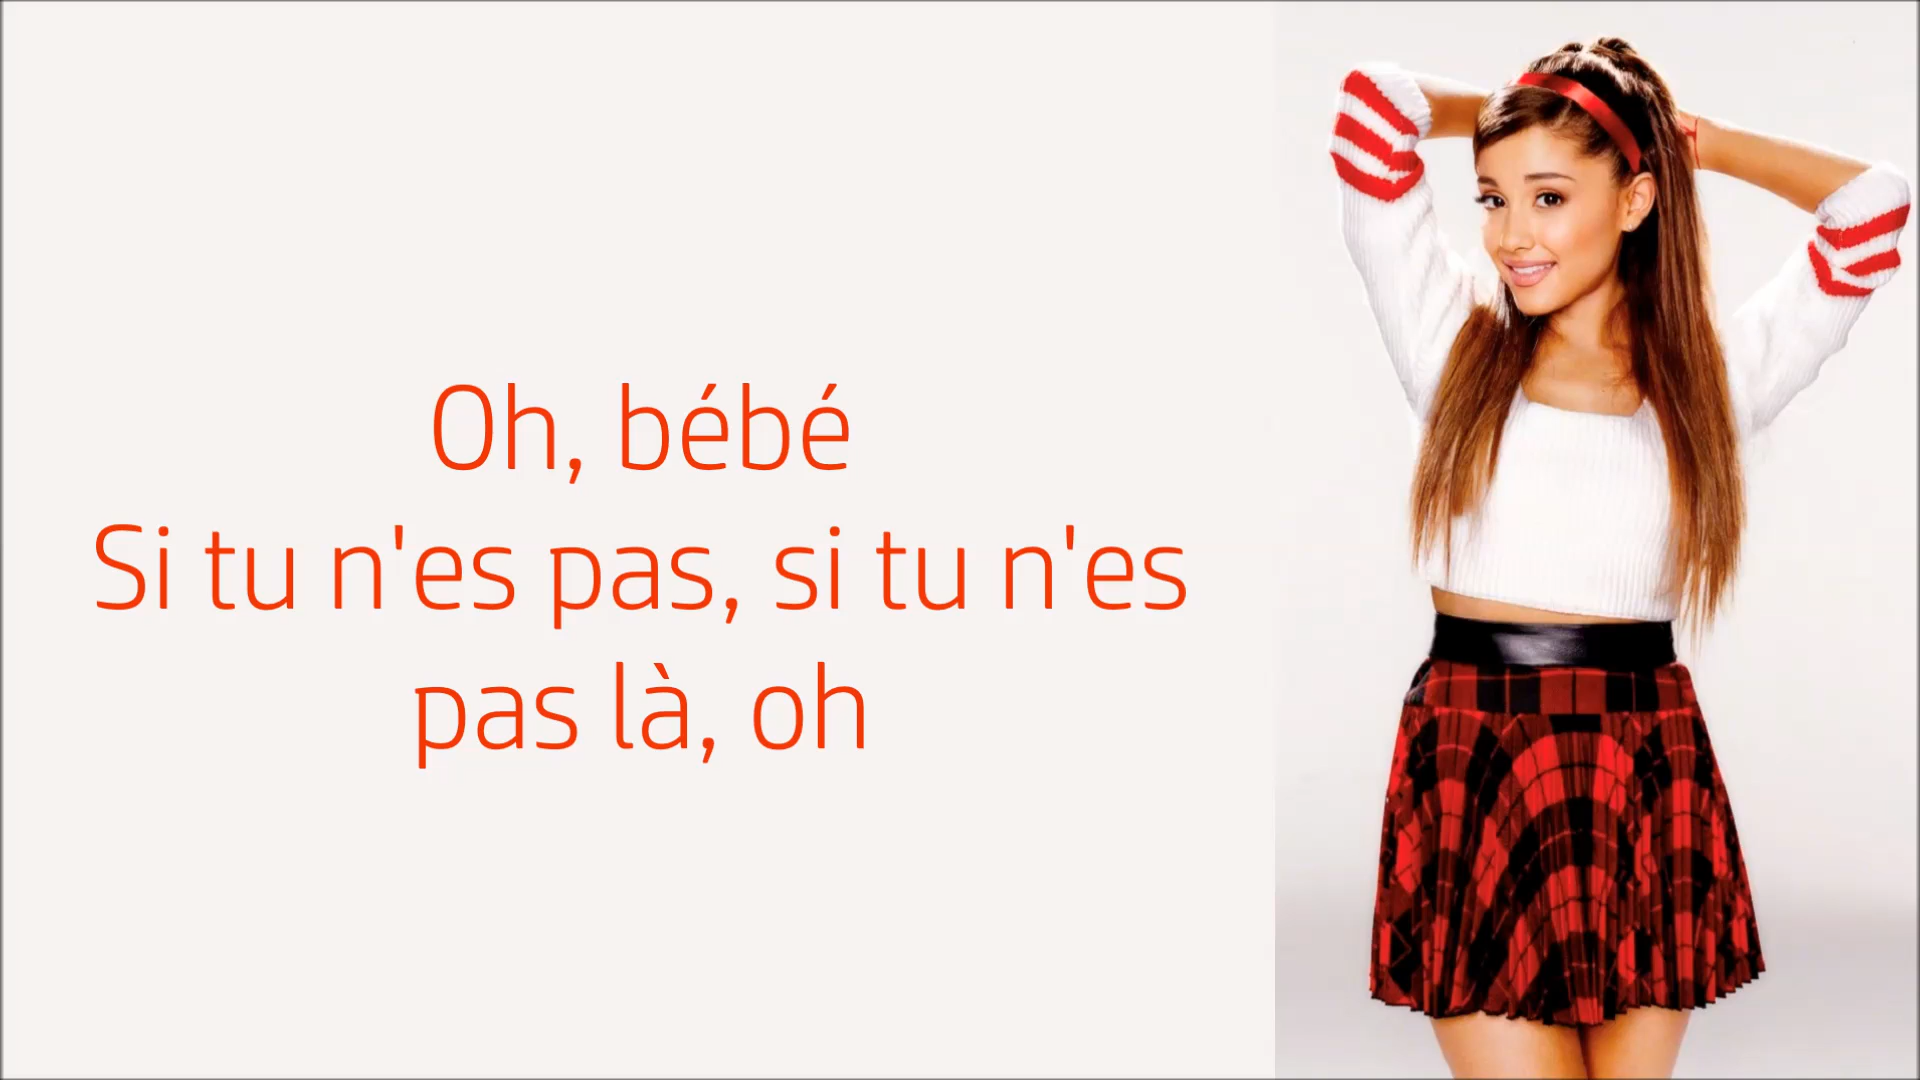 Oh, bébé
Si tu n'es pas, si tu n'es
pas là, oh